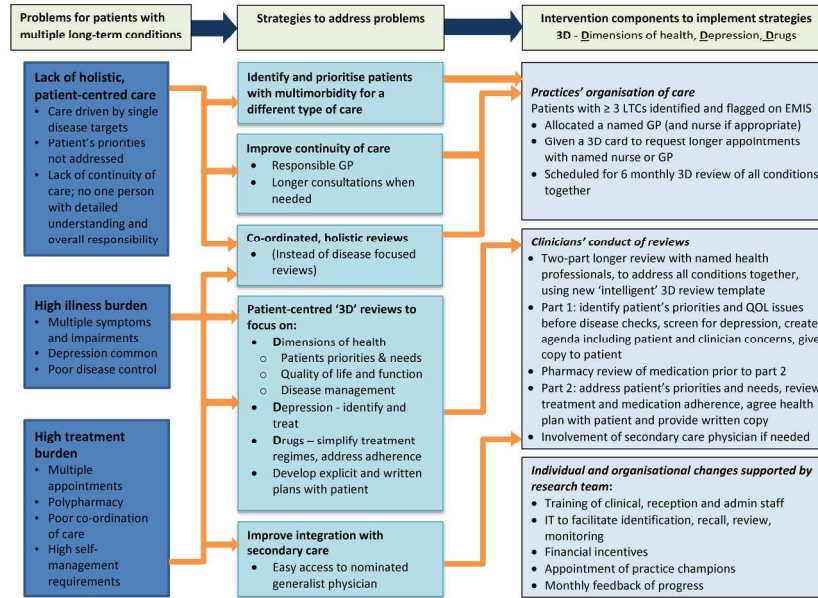 Problems for patients with
multiple long-term conditions
Strategies to address problems
Intervention components to implement strategies
3D - Dimensions of health, Depression, Drugs
Lack of holistic,
patient-centred care
• Care driven by single
disease targets
• Patient's priorities
not addressed
• Lack of continuity of
care; no one person
with detailed
understanding and
overall responsibility
High illness burden
• Multiple symptoms
and impairments
• Depression common
• Poor disease control
High treatment
burden
• Multiple
appointments
• Polypharmacy
• Poor co-ordination
of care
• High self-
management
requirements
Identify and prioritise patients
with multimorbidity for a
different type of care
Improve continuity of care
• Responsible GP
• Longer consultations when
needed
Co-ordinated, holistic reviews
• (Instead of disease focused
reviews)
Patient-centred '3D' reviews to
focus on:
• Dimensions of health
○ Patients priorities & needs
○ Quality of life and function
○ Disease management
• Depression - identify and
treat
• Drugs – simplify treatment
regimes, address adherence
• Develop explicit and written
plans with patient
Improve integration with
secondary care
• Easy access to nominated
generalist physician
Practices' organisation of care
Patients with ≥ 3 LTCs identified and flagged on EMIS
• Allocated a named GP (and nurse if appropriate)
• Given a 3D card to request longer appointments
with named nurse or GP
• Scheduled for 6 monthly 3D review of all conditions
together
Clinicians' conduct of reviews
• Two-part longer review with named health
professionals, to address all conditions together,
using new 'intelligent' 3D review template
• Part 1: identify patient's priorities and QOL issues
before disease checks, screen for depression, create
agenda including patient and clinician concerns, give
copy to patient
• Pharmacy review of medication prior to part 2
• Part 2: address patient's priorities and needs, review
treatment and medication adherence, agree health
plan with patient and provide written copy
• Involvement of secondary care physician if needed
Individual and organisational changes supported by
research team:
• Training of clinical, reception and admin staff
• IT to facilitate identification, recall, review,
monitoring
• Financial incentives
• Appointment of practice champions
• Monthly feedback of progress